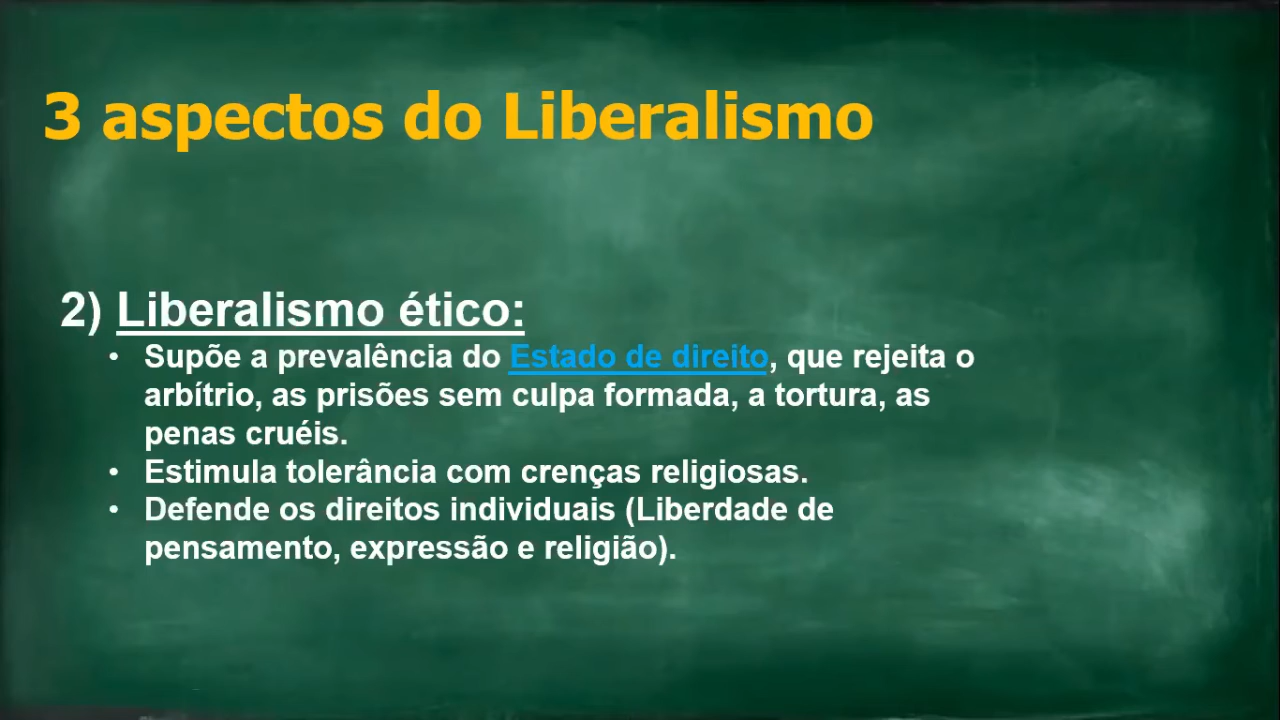 3 aspectos do Liberalismo
2) Liberalismo ético:
• Supõe a prevalência do Estado de direito, que rejeita o
arbítrio, as prisões sem culpa formada, a tortura, as
penas cruéis.
• Estimula tolerância com crenças religiosas.
• Defende os direitos individuais (Liberdade de
pensamento, expressão e religião).